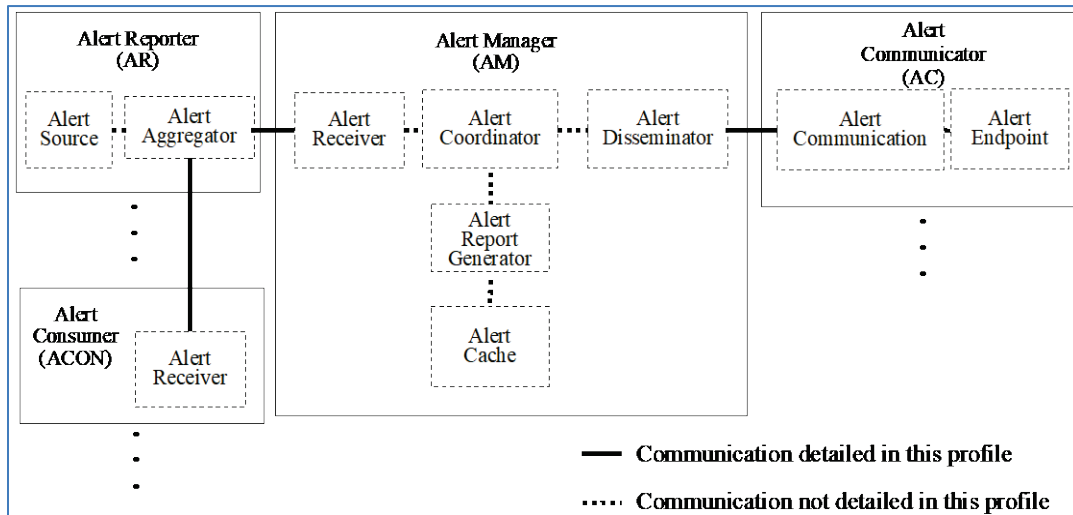 Alert Reporter
(AR)
Alert
Source
Alert
Aggregator
Alert Manager
(AM)
Alert
Receiver
Alert
Coordinator
Alert
Disseminator
Alert
Report
Generator
Alert
Cache
Alert
Communicator
(AC)
Alert
Communication
Alert
Endpoint
Alert
Consumer
(ACON)
Alert
Receiver
Communication detailed in this profile
Communication not detailed in this profile